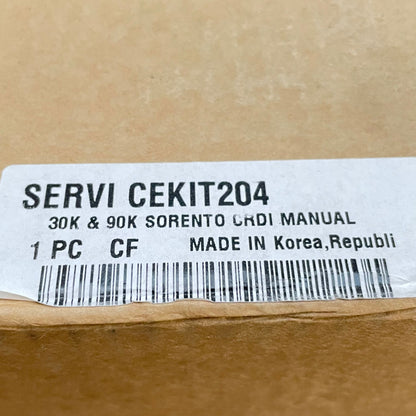 SERVI CEKIT204
30K & 90K SORENTO CRDI MANUAL
1 PC CF MADE IN Korea,Republi